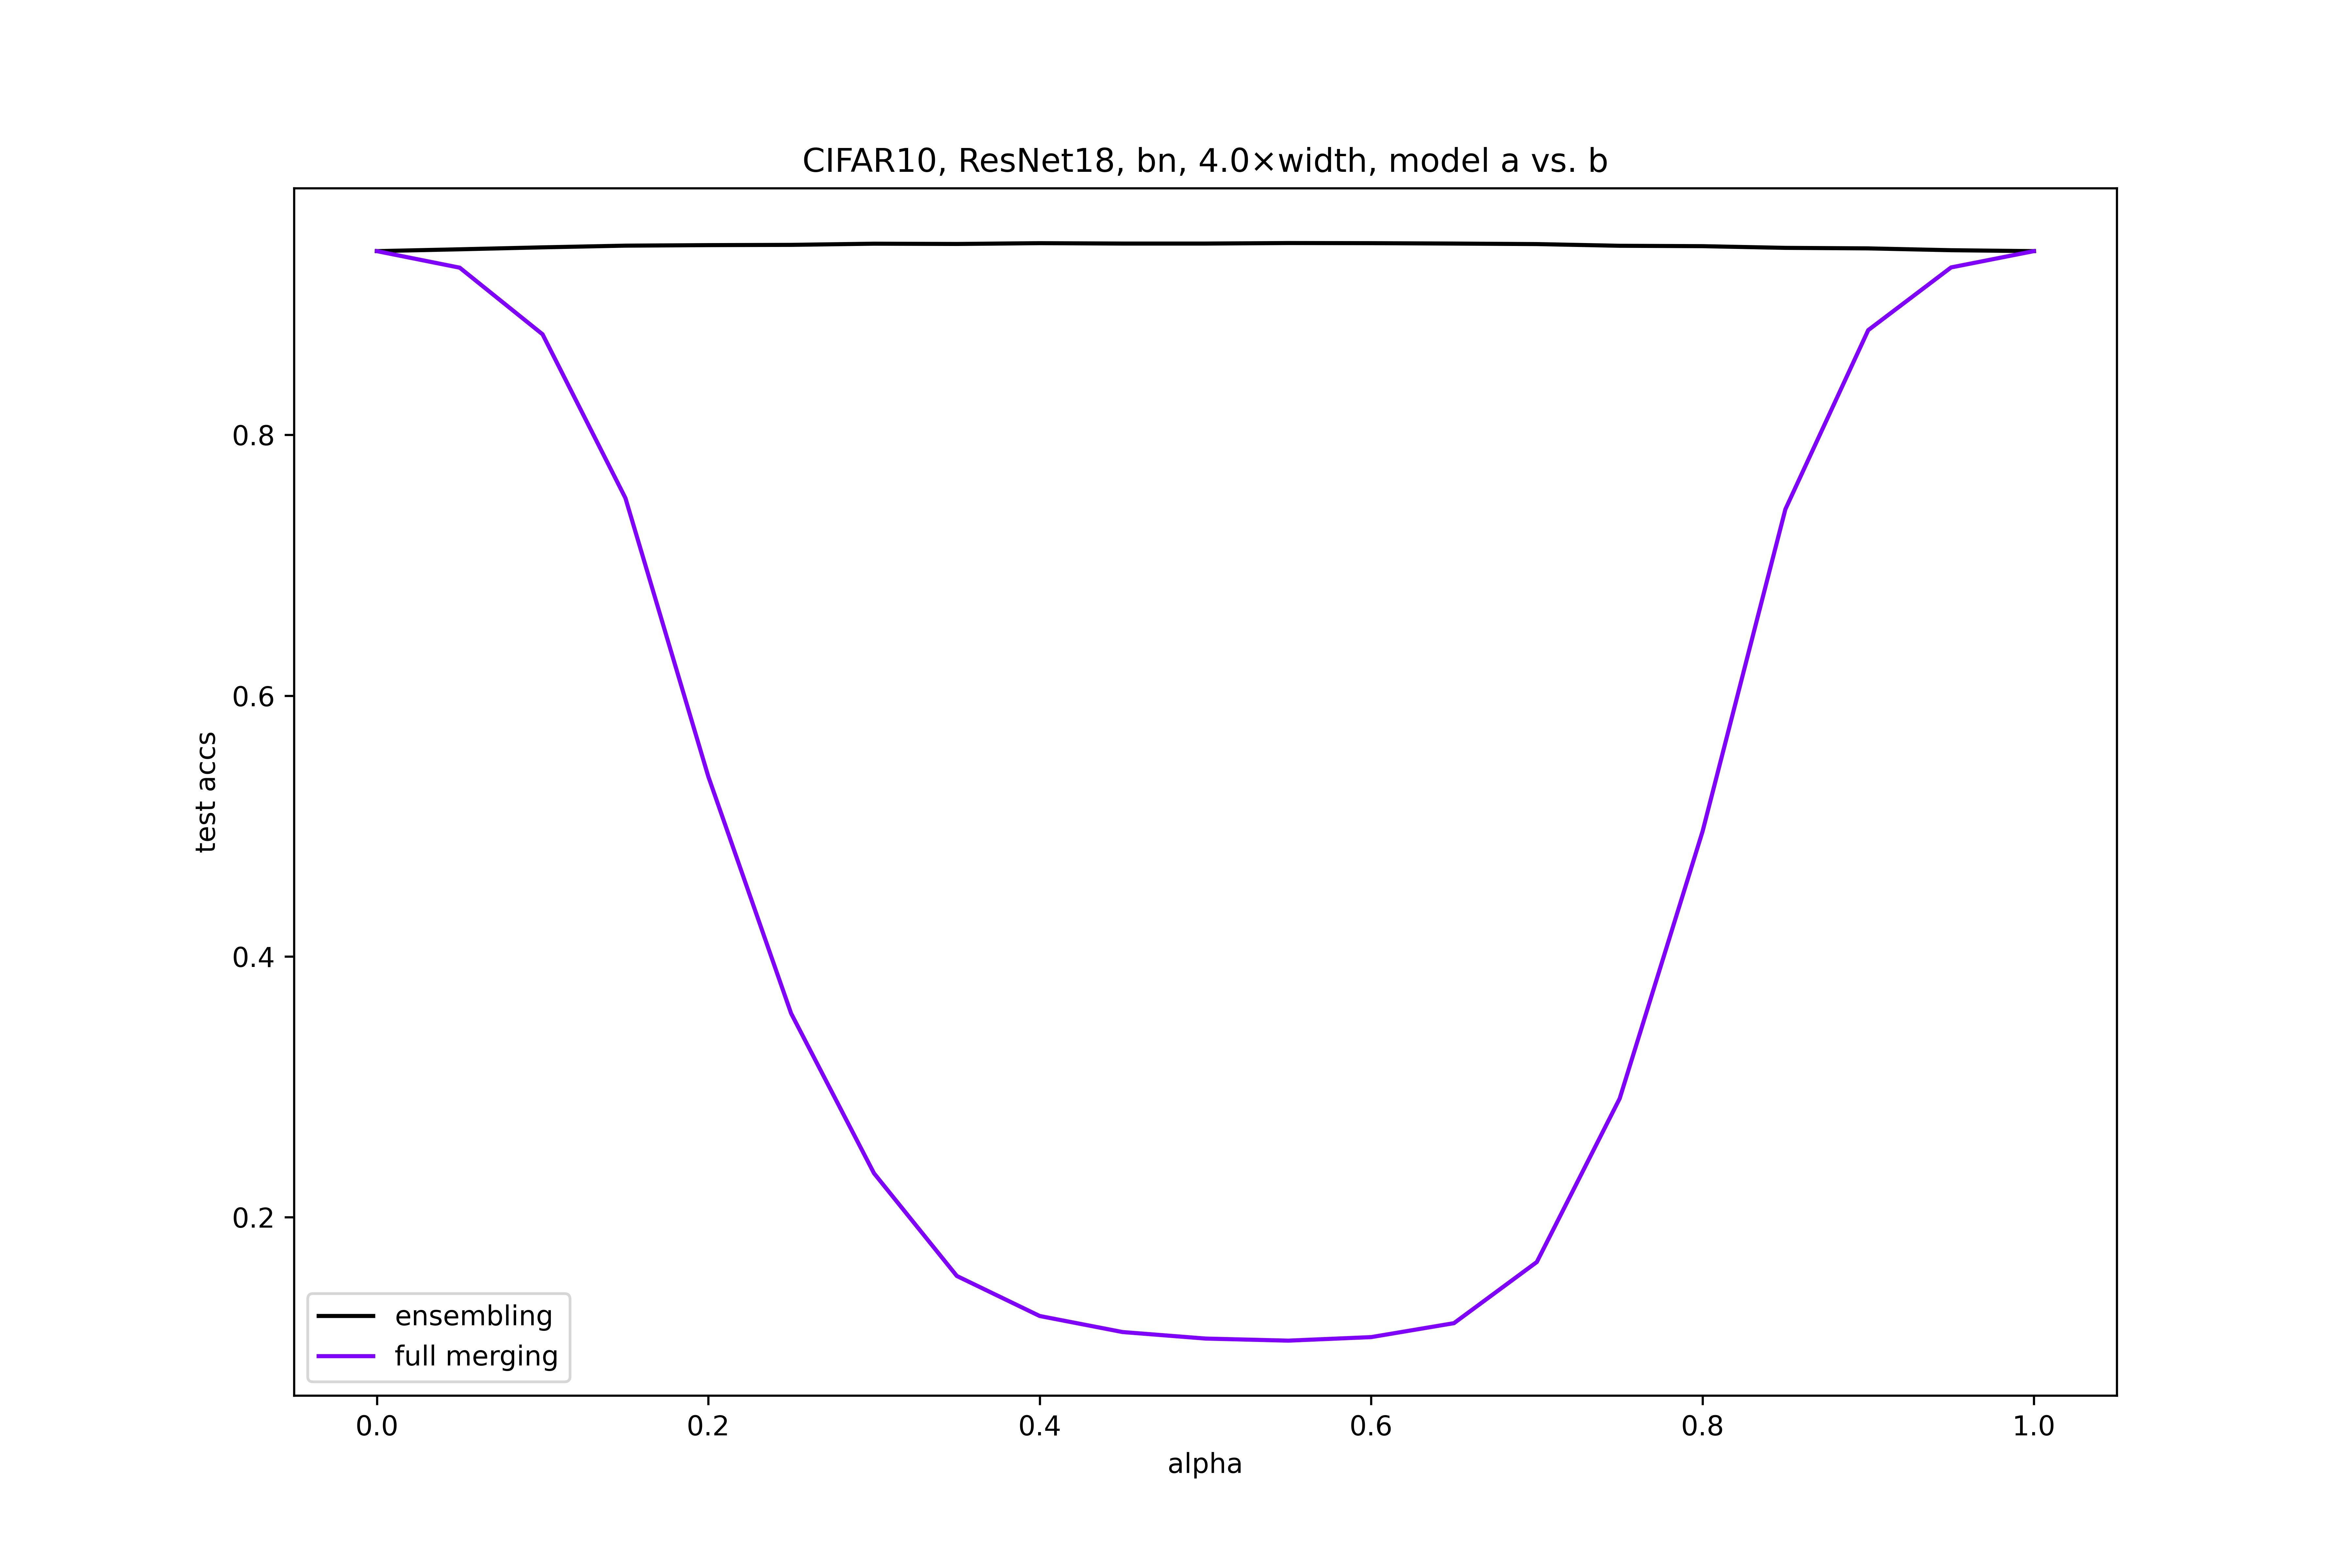 CIFAR10, ResNet18, bn, 4.0×width, model a vs. b
test accs
0.8
0.6
0.4
0.2
ensembling
full merging
0.0
0.2
0.4
0.6
0.8
1.0
alpha